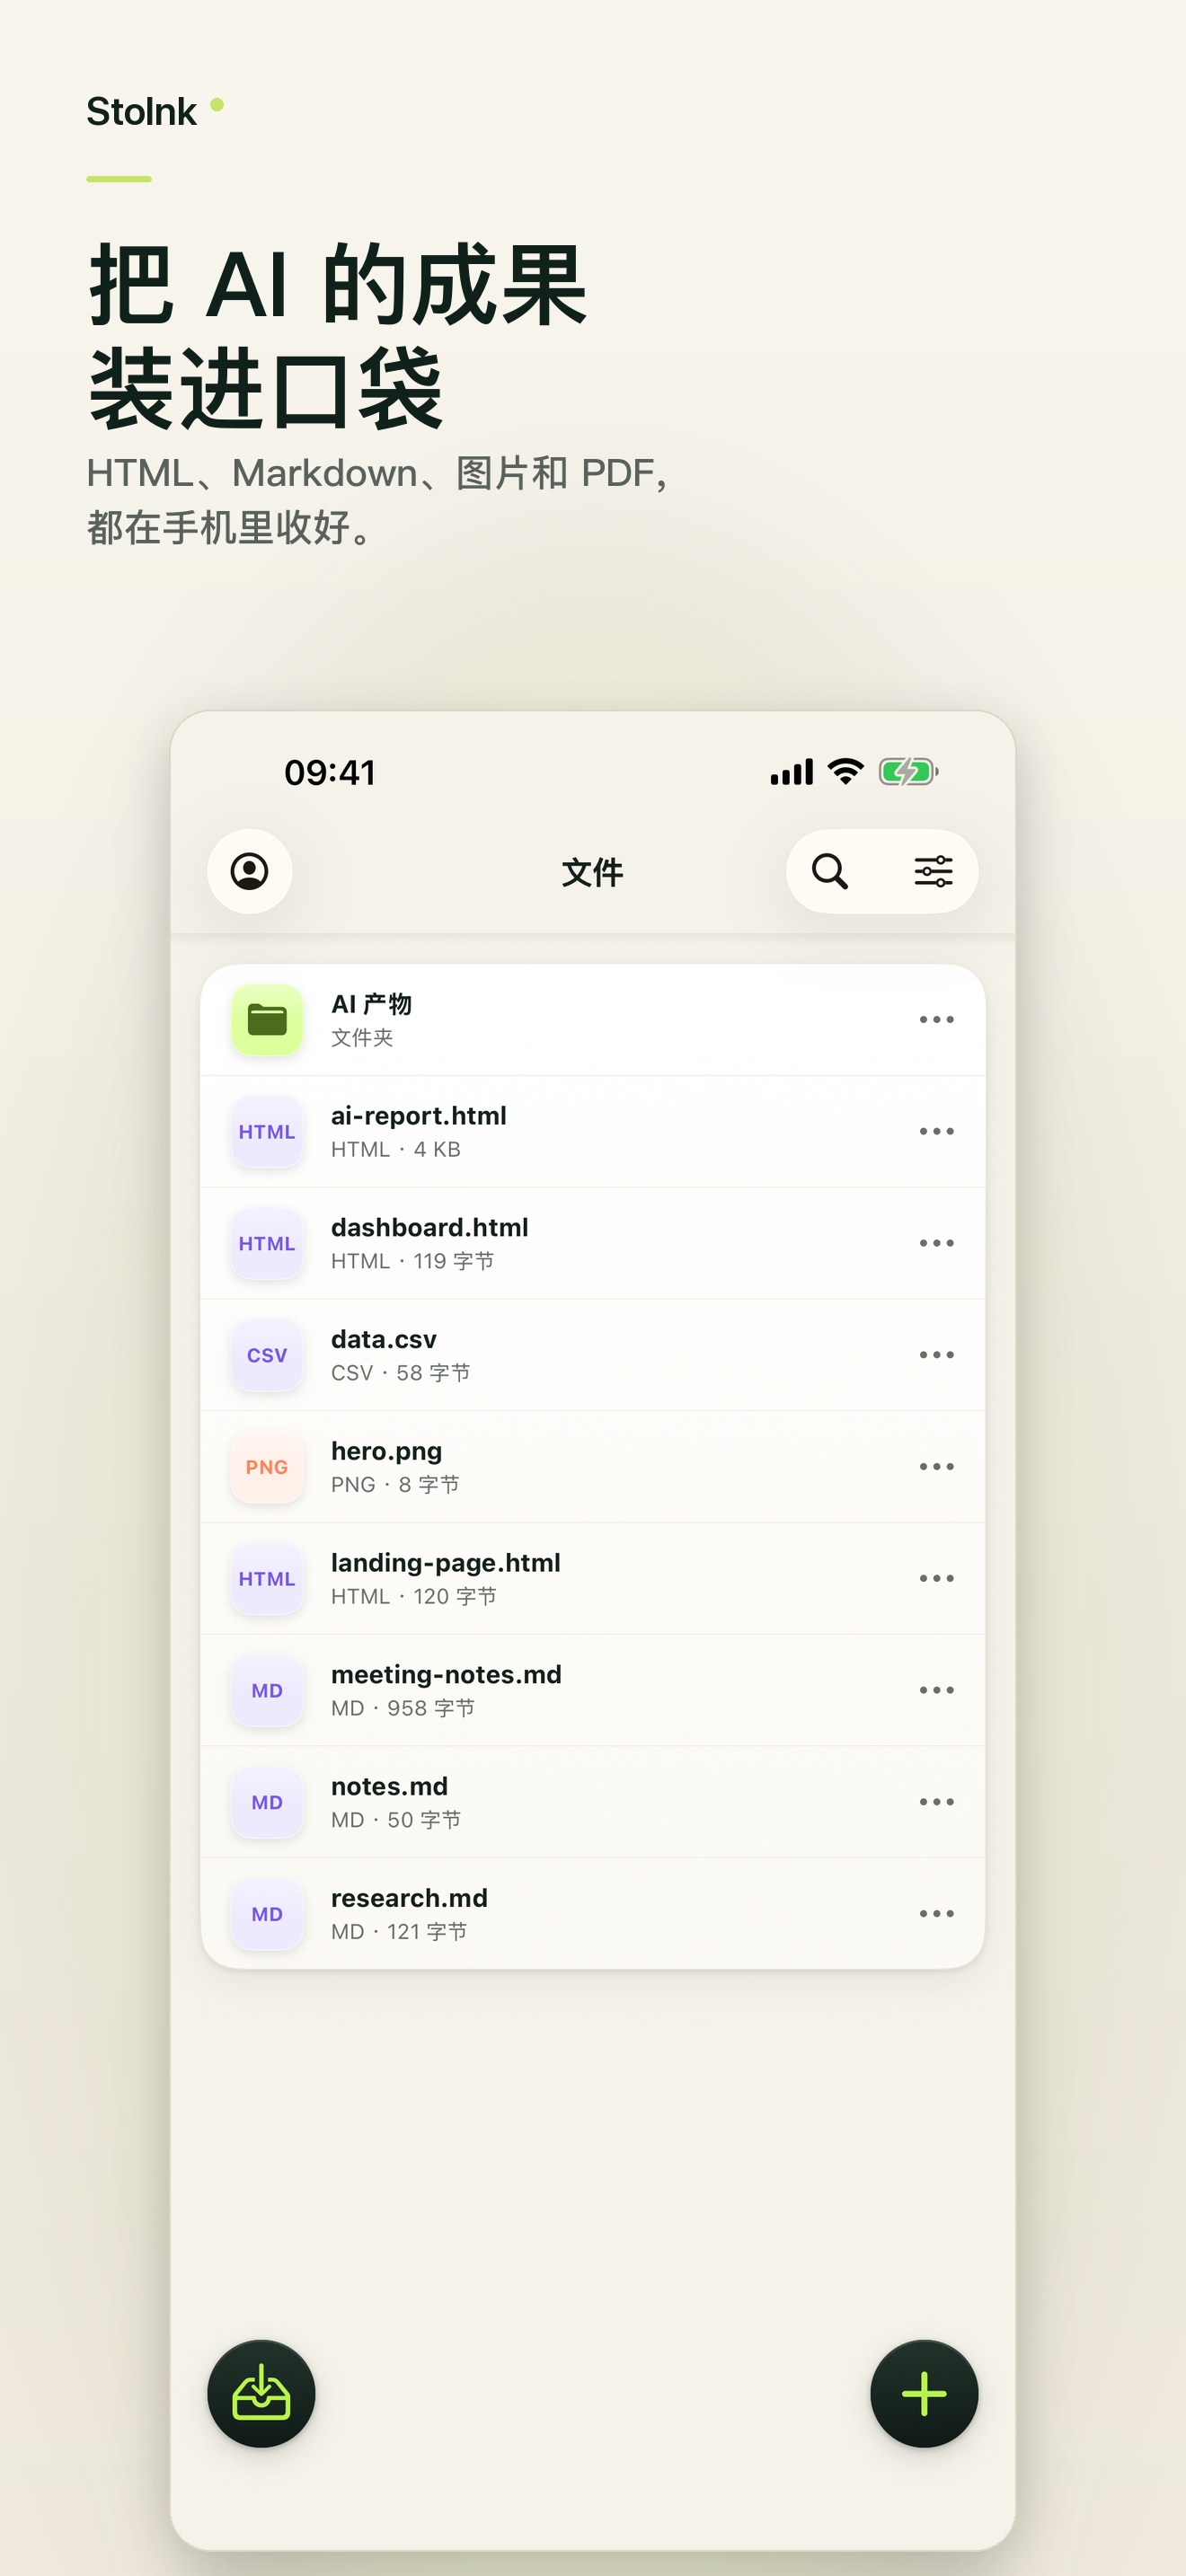 StoInk
把 AI 的成果
装进口袋
HTML、Markdown、图片和 PDF,
都在手机里收好。
09:41
文件
AI 产物
文件夹
HTML
ai-report.html
HTML · 4 KB
HTML
dashboard.html
HTML · 119 字节
CSV
data.csv
CSV · 58 字节
PNG
hero.png
PNG · 8 字节
HTML
landing-page.html
HTML · 120 字节
MD
meeting-notes.md
MD · 958 字节
MD
notes.md
MD · 50 字节
MD
research.md
MD · 121 字节